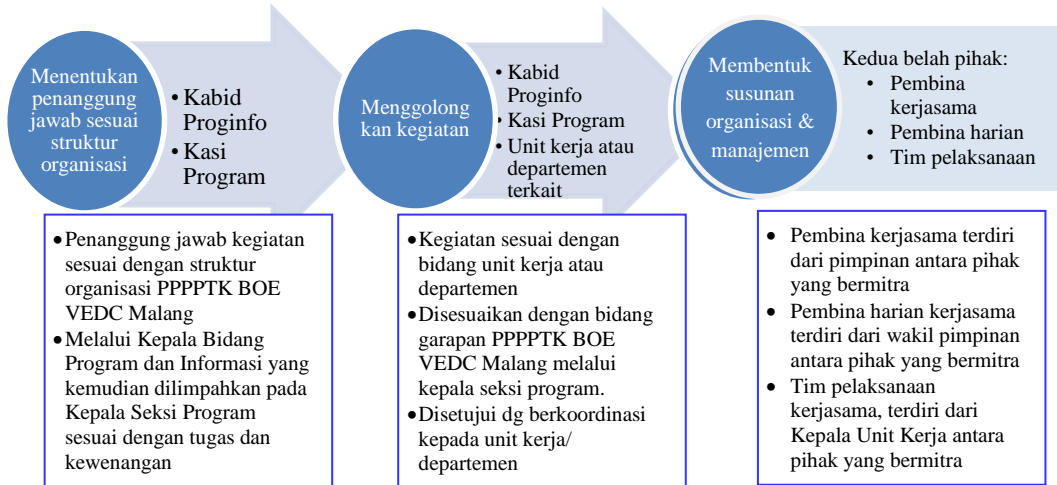 Menentukan
penanggung
jawab sesuai
struktur
organisasi
• Kabid
Proginfo
• Kasi
Program
Menggolong
kan kegiatan
• Kabid
Proginfo
• Kasi Program
• Unit kerja atau
departemen
terkait
Membentuk
susunan
organisasi &
manajemen
Kedua belah pihak:
• Pembina
kerjasama
• Pembina harian
• Tim pelaksanaan
• Penanggung jawab kegiatan
sesuai dengan struktur
organisasi PPPPTK BOE
VEDC Malang
• Melalui Kepala Bidang
Program dan Informasi yang
kemudian dilimpahkan pada
Kepala Seksi Program
sesuai dengan tugas dan
kewenangan
• Kegiatan sesuai dengan
bidang unit kerja atau
departemen
• Disesuaikan dengan bidang
garapan PPPPTK BOE
VEDC Malang melalui
kepala seksi program.
• Disetujui dg berkoordinasi
kepada unit kerja/
departemen
• Pembina kerjasama terdiri
dari pimpinan antara pihak
yang bermitra
• Pembina harian kerjasama
terdiri dari wakil pimpinan
antara pihak yang bermitra
• Tim pelaksanaan
kerjasama, terdiri dari
Kepala Unit Kerja antara
pihak yang bermitra